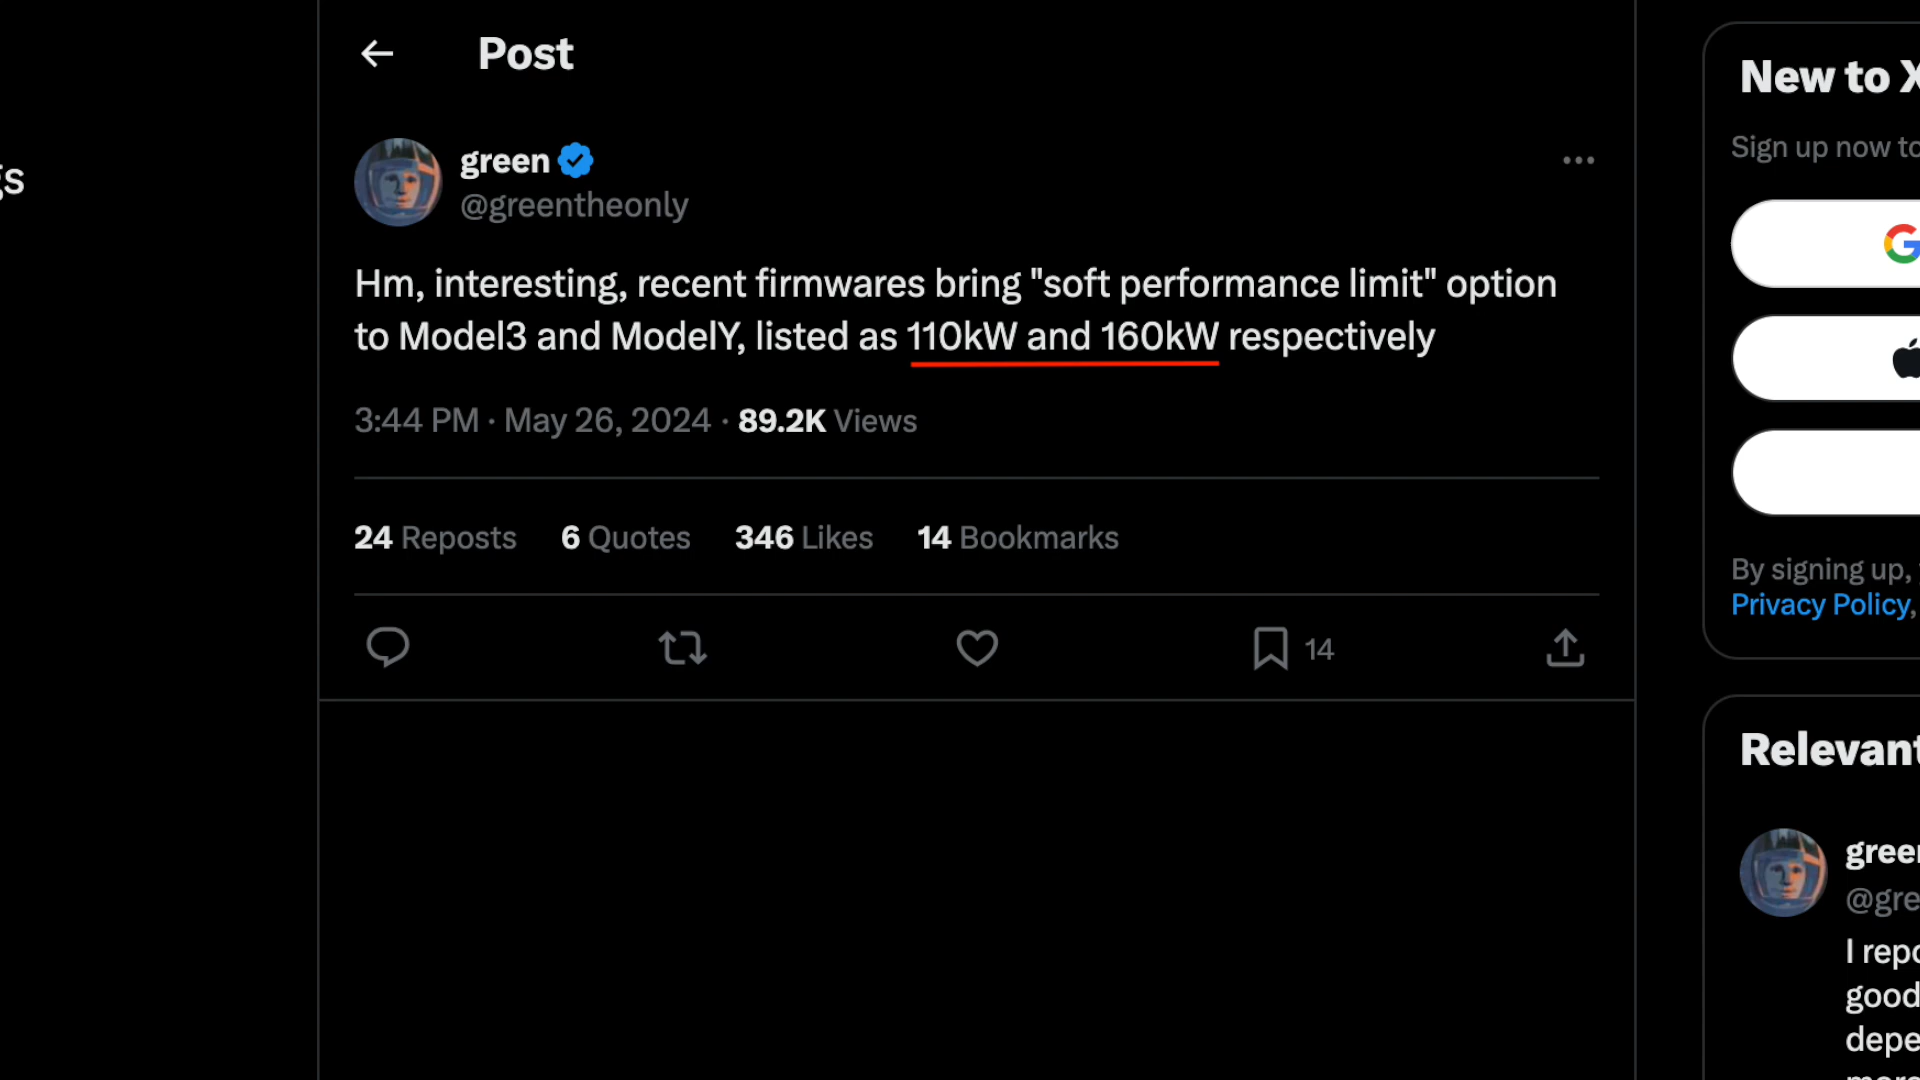 Post
green
@greentheonly
Hm, interesting, recent firmwares bring "soft performance limit" option
to Model3 and ModelY, listed as 110kW and 160kW respectively
3:44 PM · May 26, 2024 · 89.2K Views
24 Reposts 6 Quotes 346 Likes 14 Bookmarks
14
New to X
Sign up now to
By signing up,
Privacy Policy,
Relevant
green
@gre
I repo
good
depe